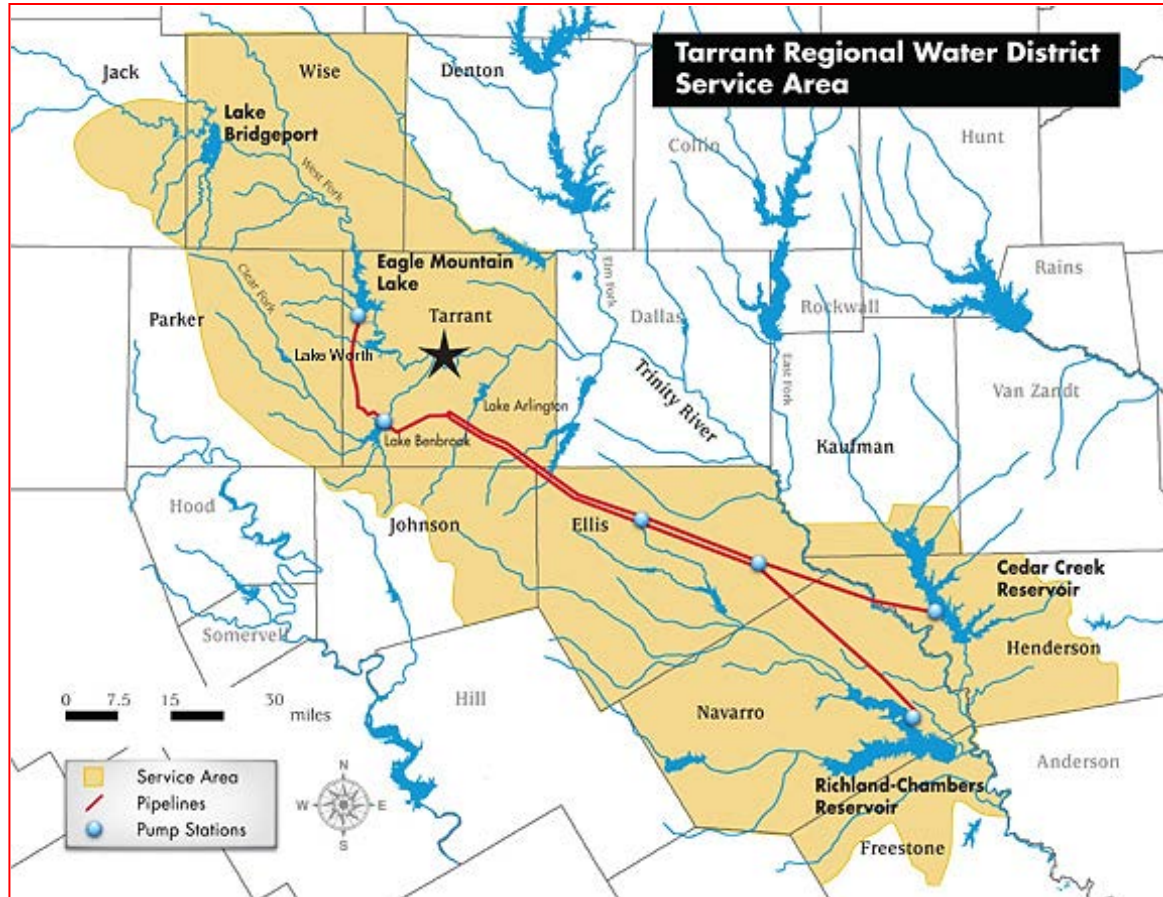 Tarrant Regional Water District
Service Area
Jack
Wise
Denton
Collin
Hunt
Lake
Bridgeport
West Fork
Eagle Mountain
Lake
Clear Fork
Parker
Tarrant
Lake Worth
Elm Fork
Dallas
Rockwall
Rains
Trinity River
East Fork
Van Zandt
Lake Arlington
Lake Benbrook
Kaufman
Hood
Johnson
Ellis
Cedar Creek
Reservoir
Somervell
Henderson
Hill
Navarro
Anderson
Richland-Chambers
Reservoir
Freestone
0 7.5 15 30
miles
Service Area
Pipelines
Pump Stations
N
W E
S